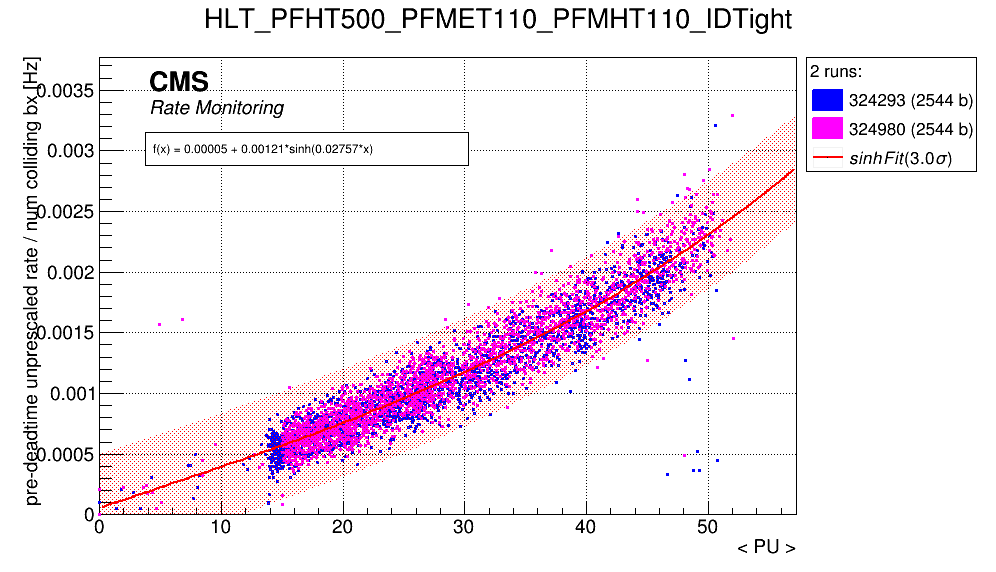 HLT_PFHT500_PFMET110_PFMHT110_IDTight
pre-deadtime unprescaled rate / num colliding bx [Hz]
CMS
Rate Monitoring
f(x) = 0.00005 + 0.00121*sinh(0.02757*x)
2 runs:
324293 (2544 b)
324980 (2544 b)
sinhFit(3.0σ)
0.0035
0.003
0.0025
0.002
0.0015
0.001
0.0005
0
0 10 20 30 40 50
< PU >